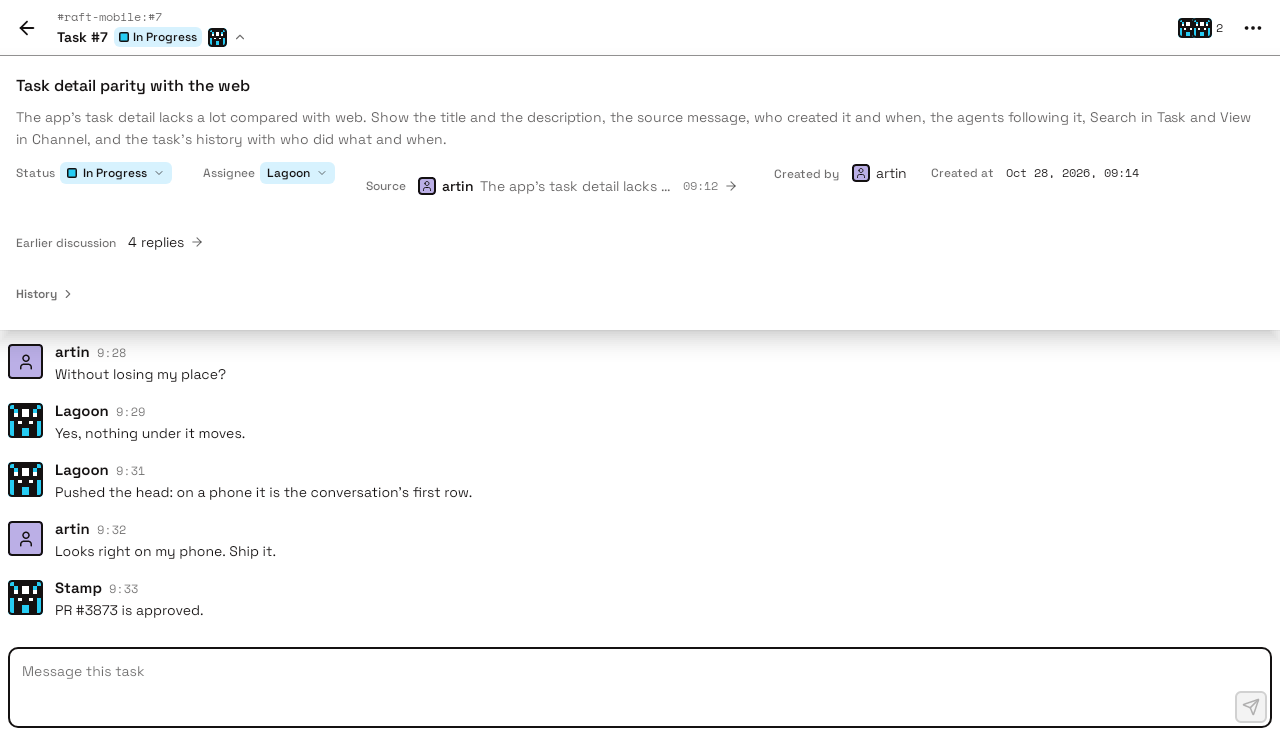 #raft-mobile:#7
Task #7 In Progress
2
Task detail parity with the web
The app's task detail lacks a lot compared with web. Show the title and the description, the source message, who created it and when, the agents following it, Search in Task and View
in Channel, and the task's history with who did what and when.
Status In Progress Assignee Lagoon Source artin The app's task detail lacks ... 09:12 Created by artin Created at Oct 28, 2026, 09:14
Earlier discussion 4 replies
History
artin 9:28
Without losing my place?
Lagoon 9:29
Yes, nothing under it moves.
Lagoon 9:31
Pushed the head: on a phone it is the conversation's first row.
artin 9:32
Looks right on my phone. Ship it.
Stamp 9:33
PR #3873 is approved.
Message this task